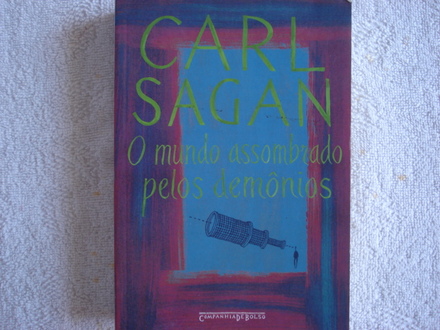 CARL
SAGAN
O mundo assombrado
pelos demônios
COMPANHIA DE BOLSO